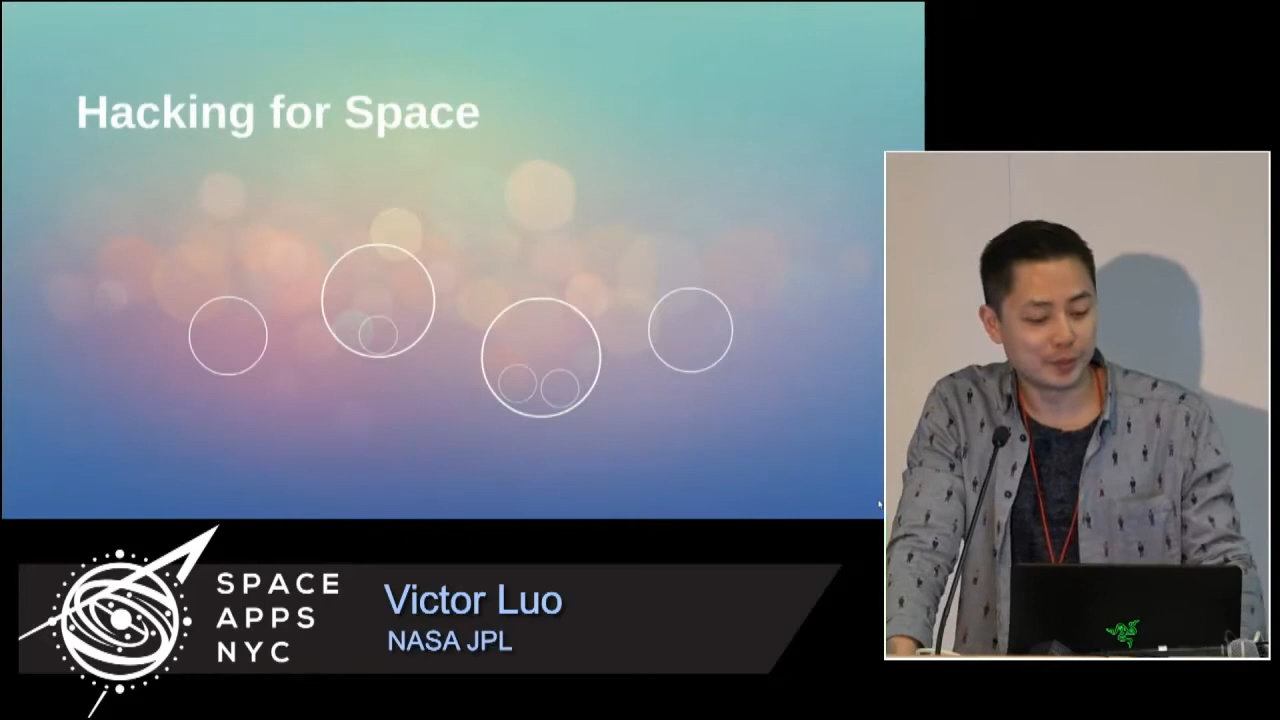 Hacking for Space
SPACE
APPS
NYC
Victor Luo
NASA JPL